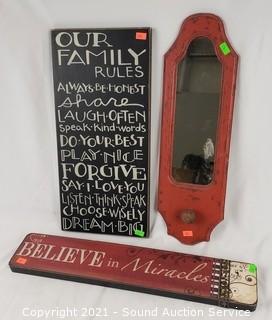 OUR
FAMILY
RULES
ALWAYS·BE·HONEST
share
LAUGH·OFTEN
speak·kind·words
DO·YOUR·BEST
PLAY·NICE
FORGIVE
SAY·I·LOVE·YOU
LISTEN·THINK·SPEAK
CHOOSE·WISELY
DREAM·BIG
BELIEVE in Miracles
Copyright 2021 - Sound Auction Service